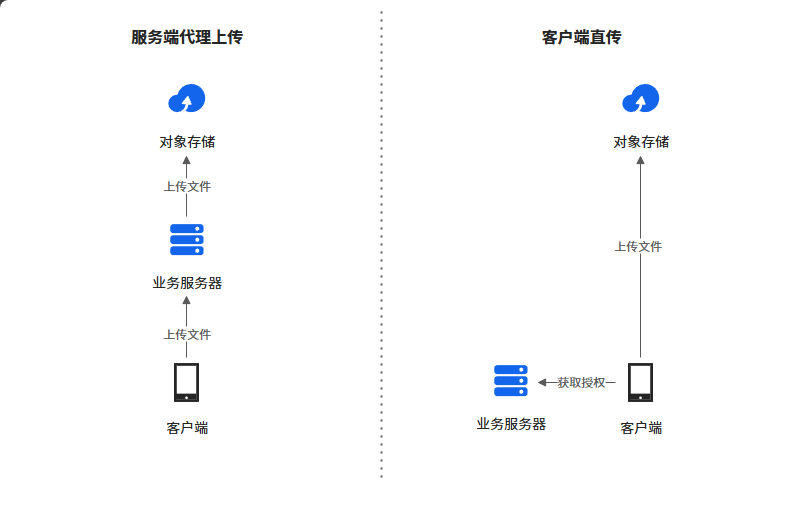 服务端代理上传
对象存储
上传文件
业务服务器
上传文件
客户端
客户端直传
对象存储
上传文件
获取授权
业务服务器
客户端